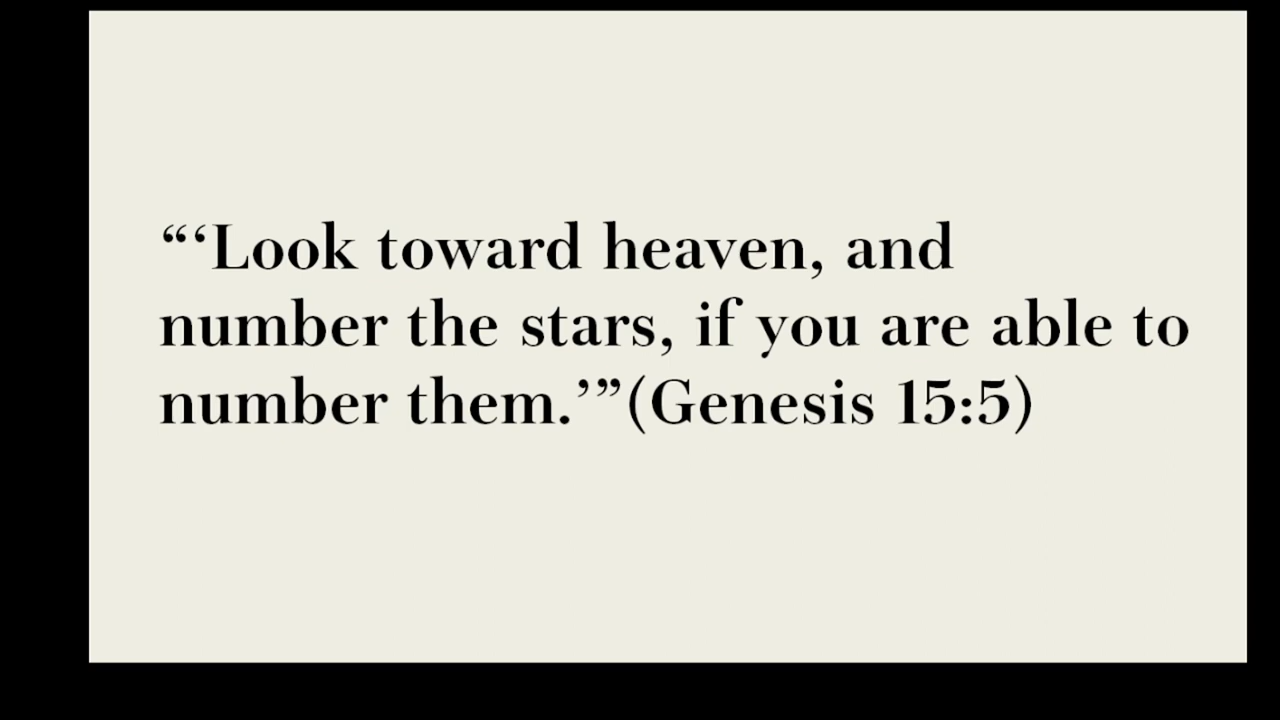 “‘Look toward heaven, and
number the stars, if you are able to
number them.’”(Genesis 15:5)